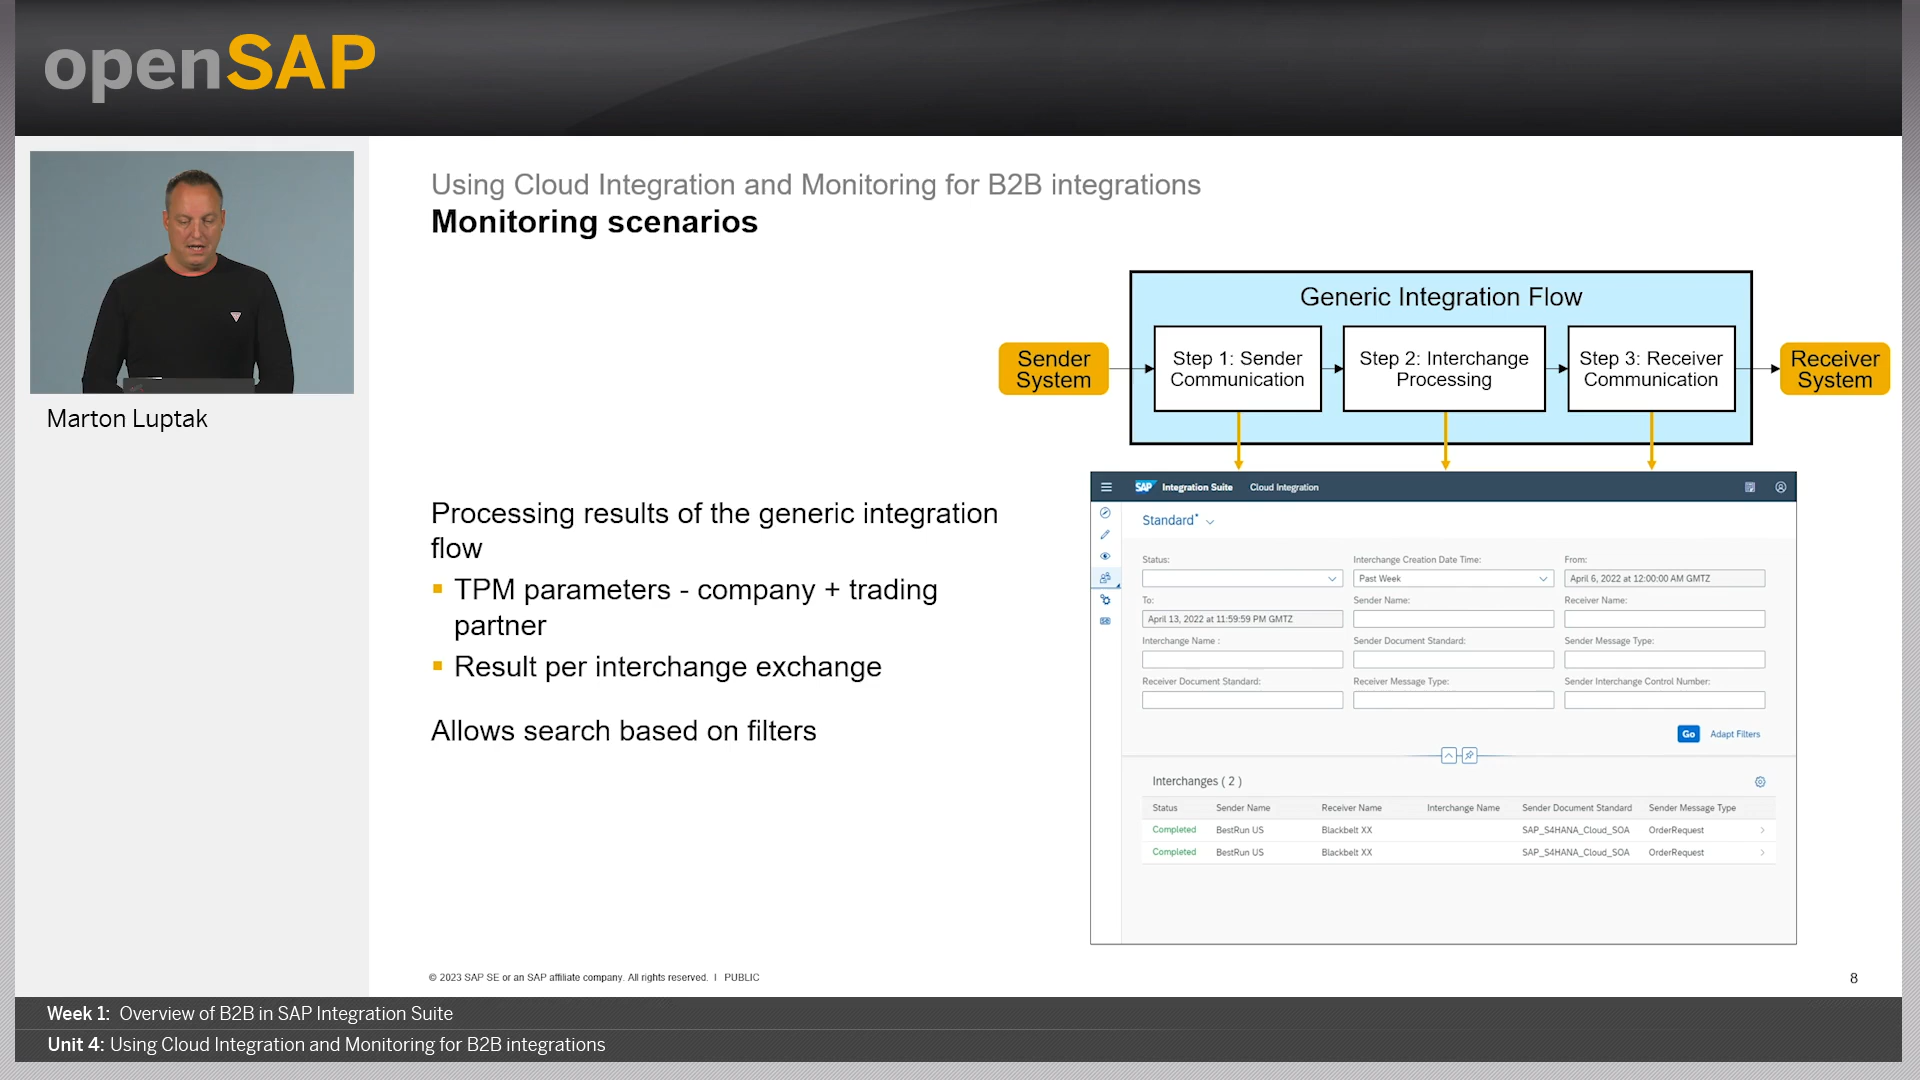 openSAP
Marton Luptak
Using Cloud Integration and Monitoring for B2B integrations
Monitoring scenarios
Generic Integration Flow
Sender
System
Step 1: Sender
Communication
Step 2: Interchange
Processing
Step 3: Receiver
Communication
Receiver
System
Processing results of the generic integration
flow
TPM parameters - company + trading
partner
Result per interchange exchange
Allows search based on filters
SAP Integration Suite Cloud Integration
Standard*
Status: Interchange Creation Date Time: From:
Past Week April 6, 2022 at 12:00:00 AM GMTZ
To: Sender Name: Receiver Name:
April 13, 2022 at 11:59:59 PM GMTZ
Interchange Name : Sender Document Standard: Sender Message Type:
Receiver Document Standard: Receiver Message Type: Sender Interchange Control Number:
Go Adapt Filters
Interchanges ( 2 )
Status Sender Name Receiver Name Interchange Name Sender Document Standard Sender Message Type
Completed BestRun US Blackbelt XX SAP_S4HANA_Cloud_SOA OrderRequest
Completed BestRun US Blackbelt XX SAP_S4HANA_Cloud_SOA OrderRequest
© 2023 SAP SE or an SAP affiliate company. All rights reserved. I PUBLIC
8
Week 1: Overview of B2B in SAP Integration Suite
Unit 4: Using Cloud Integration and Monitoring for B2B integrations